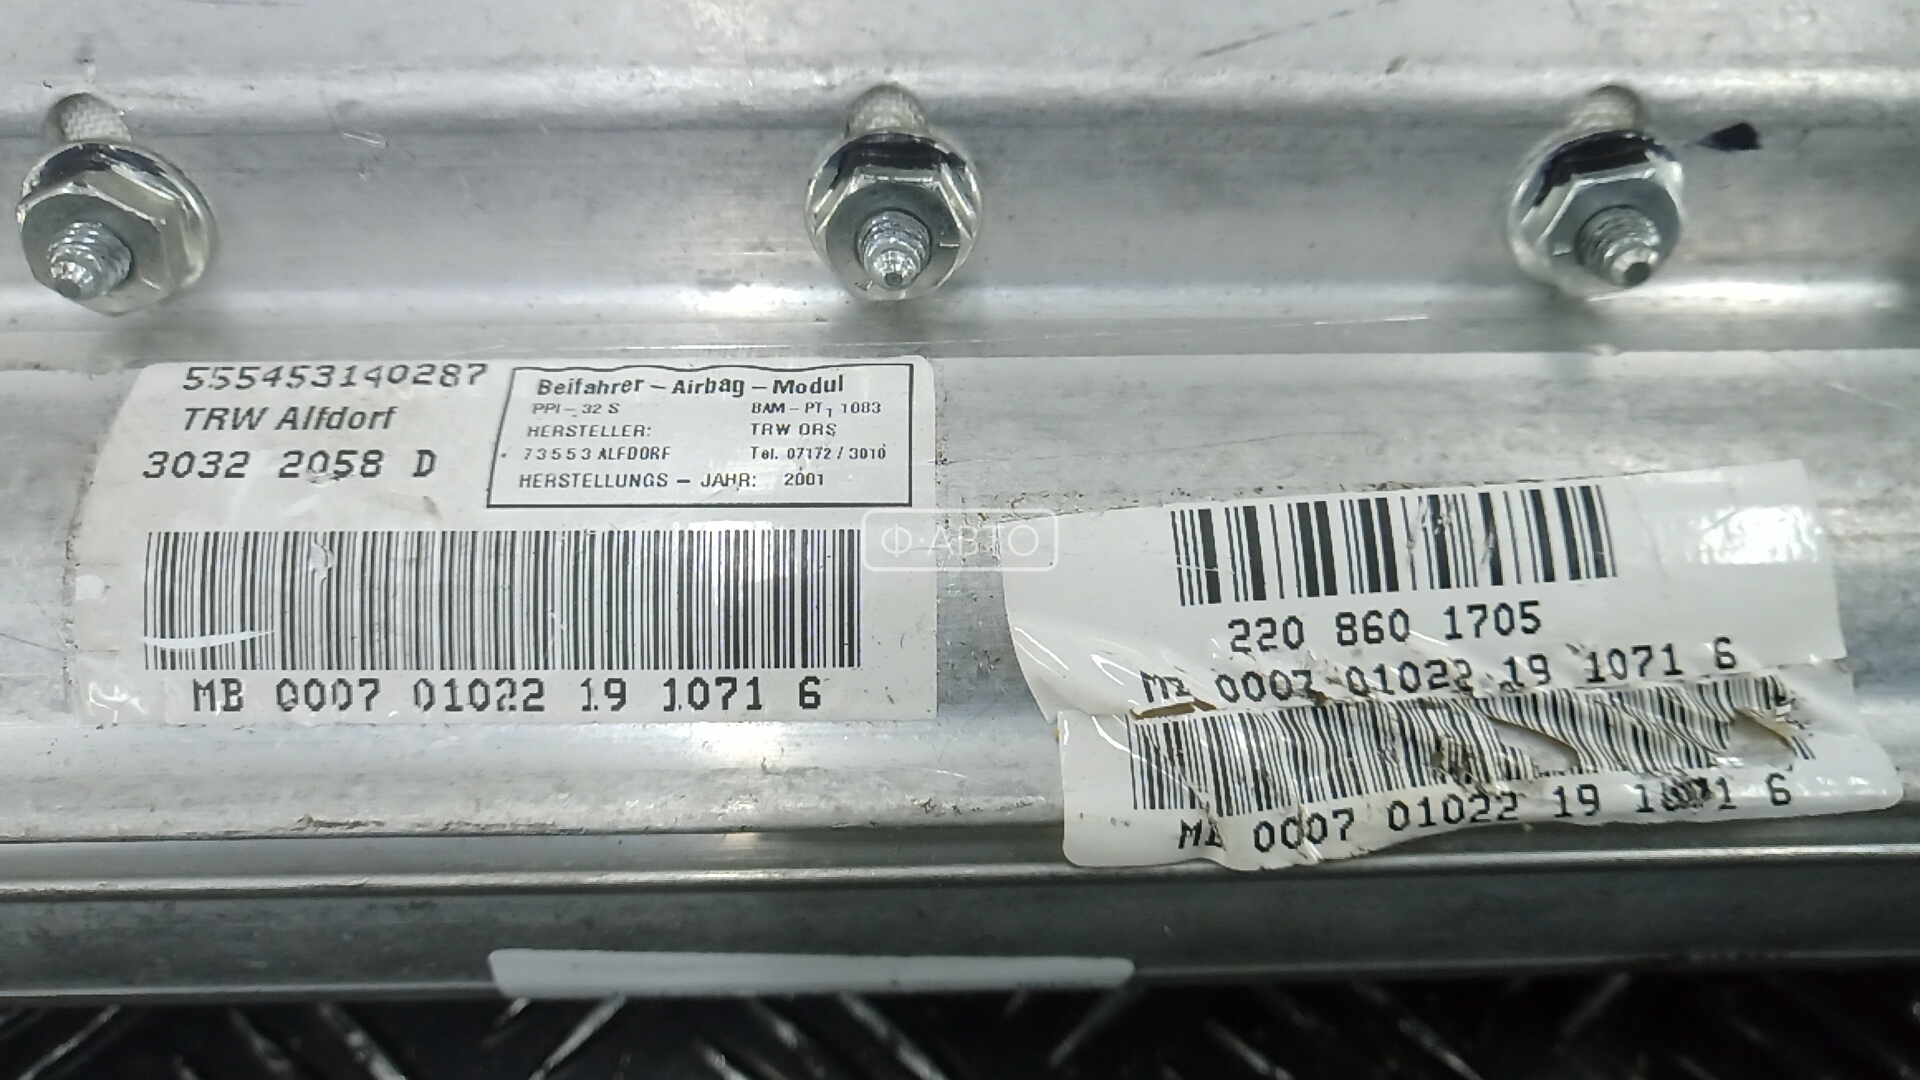 555453140287
TRW Alfdorf
3032 2058 D
Beifahrer - Airbag - Modul
PPI - 32 S BAM - PT1 1083
HERSTELLER: TRW ORS
73553 ALFDORF Tel. 07172 / 3010
HERSTELLUNGS - JAHR: 2001
MB 0007 01022 19 1071 6
Ф·АВТО
220 860 1705
0007 01022 19 1071 6
0007 01022 19 1071 6